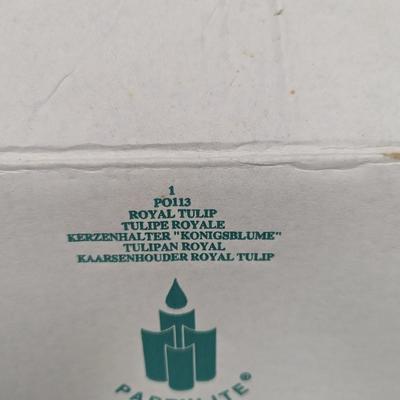 1
PO113
ROYAL TULIP
TULIPE ROYALE
KERZENHALTER "KONIGSBLUME"
TULIPAN ROYAL
KAARSENHOUDER ROYAL TULIP
PARTYLITE®